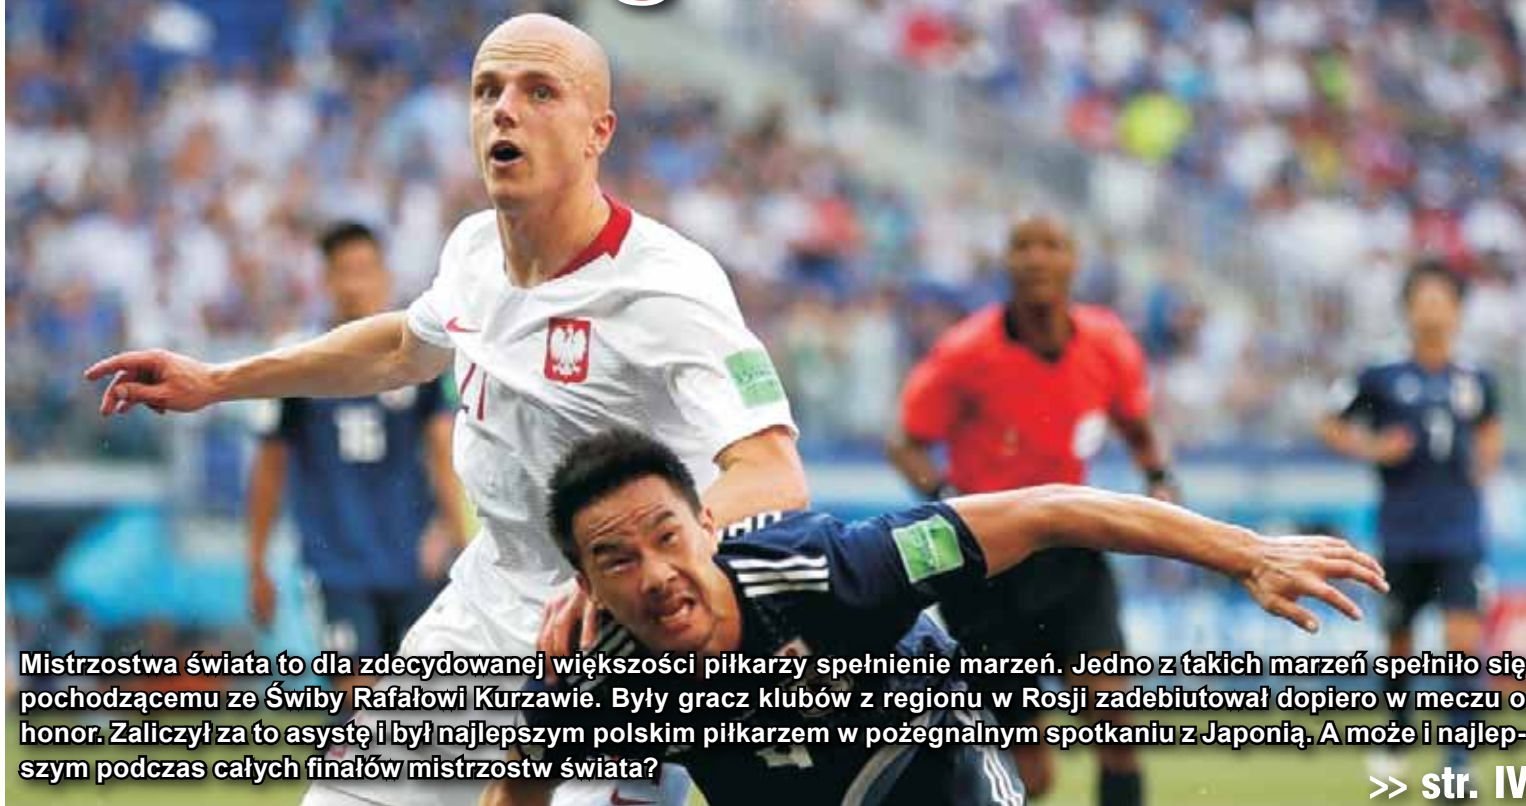 16
21
Mistrzostwa świata to dla zdecydowanej większości piłkarzy spełnienie marzeń. Jedno z takich marzeń spełniło się
pochodzącemu ze Świby Rafałowi Kurzawie. Były gracz klubów z regionu w Rosji zadebiutował dopiero w meczu o
honor. Zaliczył za to asystę i był najlepszym polskim piłkarzem w pożegnalnym spotkaniu z Japonią. A może i najlep-
szym podczas całych finałów mistrzostw świata?
>> str. IV